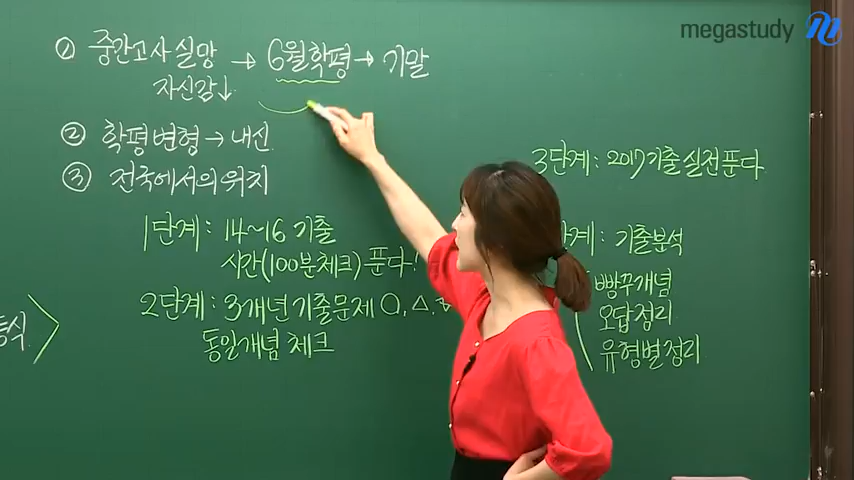 megastudy
① 중간고사 실망 → 6월학평 → 기말
자신감↓
② 학평변형 → 내신
③ 전국에서의 위치
1단계: 14~16 기출
시간(100분체크) 푼다!
2단계: 3개년 기출문제 O, △,
동일개념 체크
3단계: 2017 기출 실전푼다
단계: 기출분석
빵꾸개념
오답정리
유형별정리